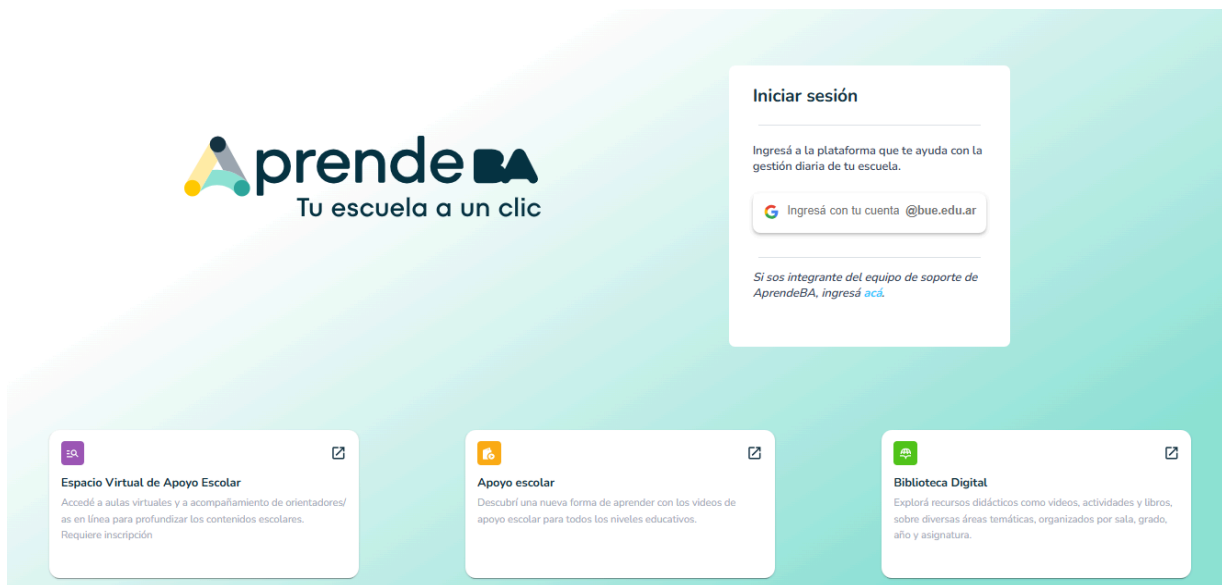 Iniciar sesión
Ingresá a la plataforma que te ayuda con la
gestión diaria de tu escuela.
AprendeBA
Tu escuela a un clic
Ingresá con tu cuenta @bue.edu.ar
Si sos integrante del equipo de soporte de
AprendeBA, ingresá acá.
Espacio Virtual de Apoyo Escolar
Accedé a aulas virtuales y a acompañamiento de orientadores/
as en línea para profundizar los contenidos escolares.
Requiere inscripción
Apoyo escolar
Descubrí una nueva forma de aprender con los videos de
apoyo escolar para todos los niveles educativos.
Biblioteca Digital
Explorá recursos didácticos como videos, actividades y libros,
sobre diversas áreas temáticas, organizados por sala, grado,
año y asignatura.